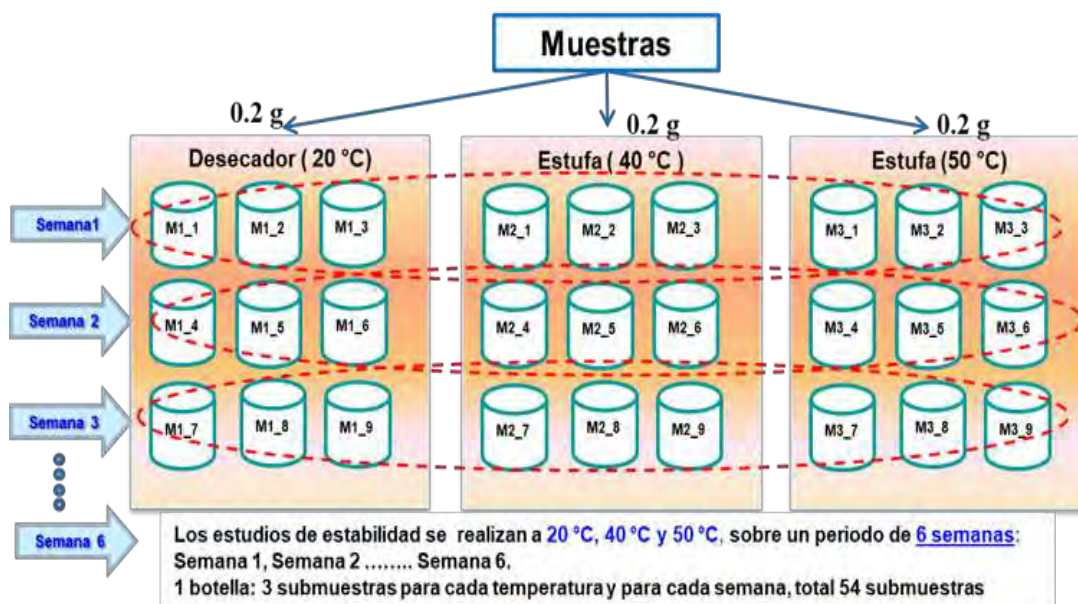 Muestras
0.2 g
0.2 g
0.2 g
Desecador ( 20 °C)
Estufa ( 40 °C )
Estufa (50 °C)
Semana1
M1_1 M1_2 M1_3 M2_1 M2_2 M2_3 M3_1 M3_2 M3_3
Semana 2
M1_4 M1_5 M1_6 M2_4 M2_5 M2_6 M3_4 M3_5 M3_6
Semana 3
M1_7 M1_8 M1_9 M2_7 M2_8 M2_9 M3_7 M3_8 M3_9
Semana 6
Los estudios de estabilidad se realizan a 20 °C, 40 °C y 50 °C, sobre un periodo de 6 semanas:
Semana 1, Semana 2 ........ Semana 6.
1 botella: 3 submuestras para cada temperatura y para cada semana, total 54 submuestras